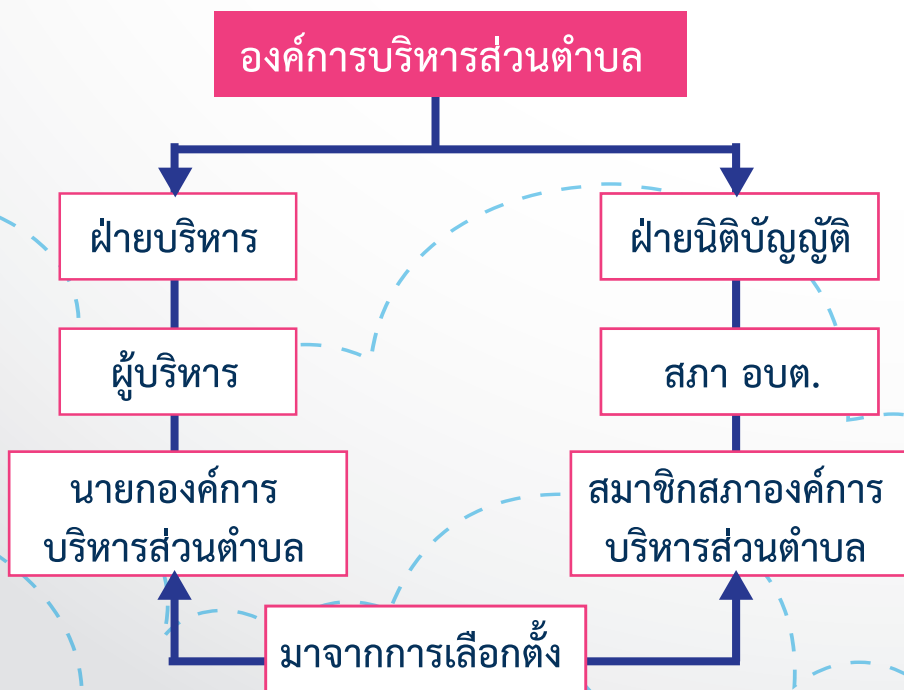 องค์การบริหารส่วนตำบล
ฝ่ายบริหาร
ฝ่ายนิติบัญญัติ
ผู้บริหาร
สภา อบต.
นายกองค์การ
บริหารส่วนตำบล
สมาชิกสภาองค์การ
บริหารส่วนตำบล
มาจากการเลือกตั้ง